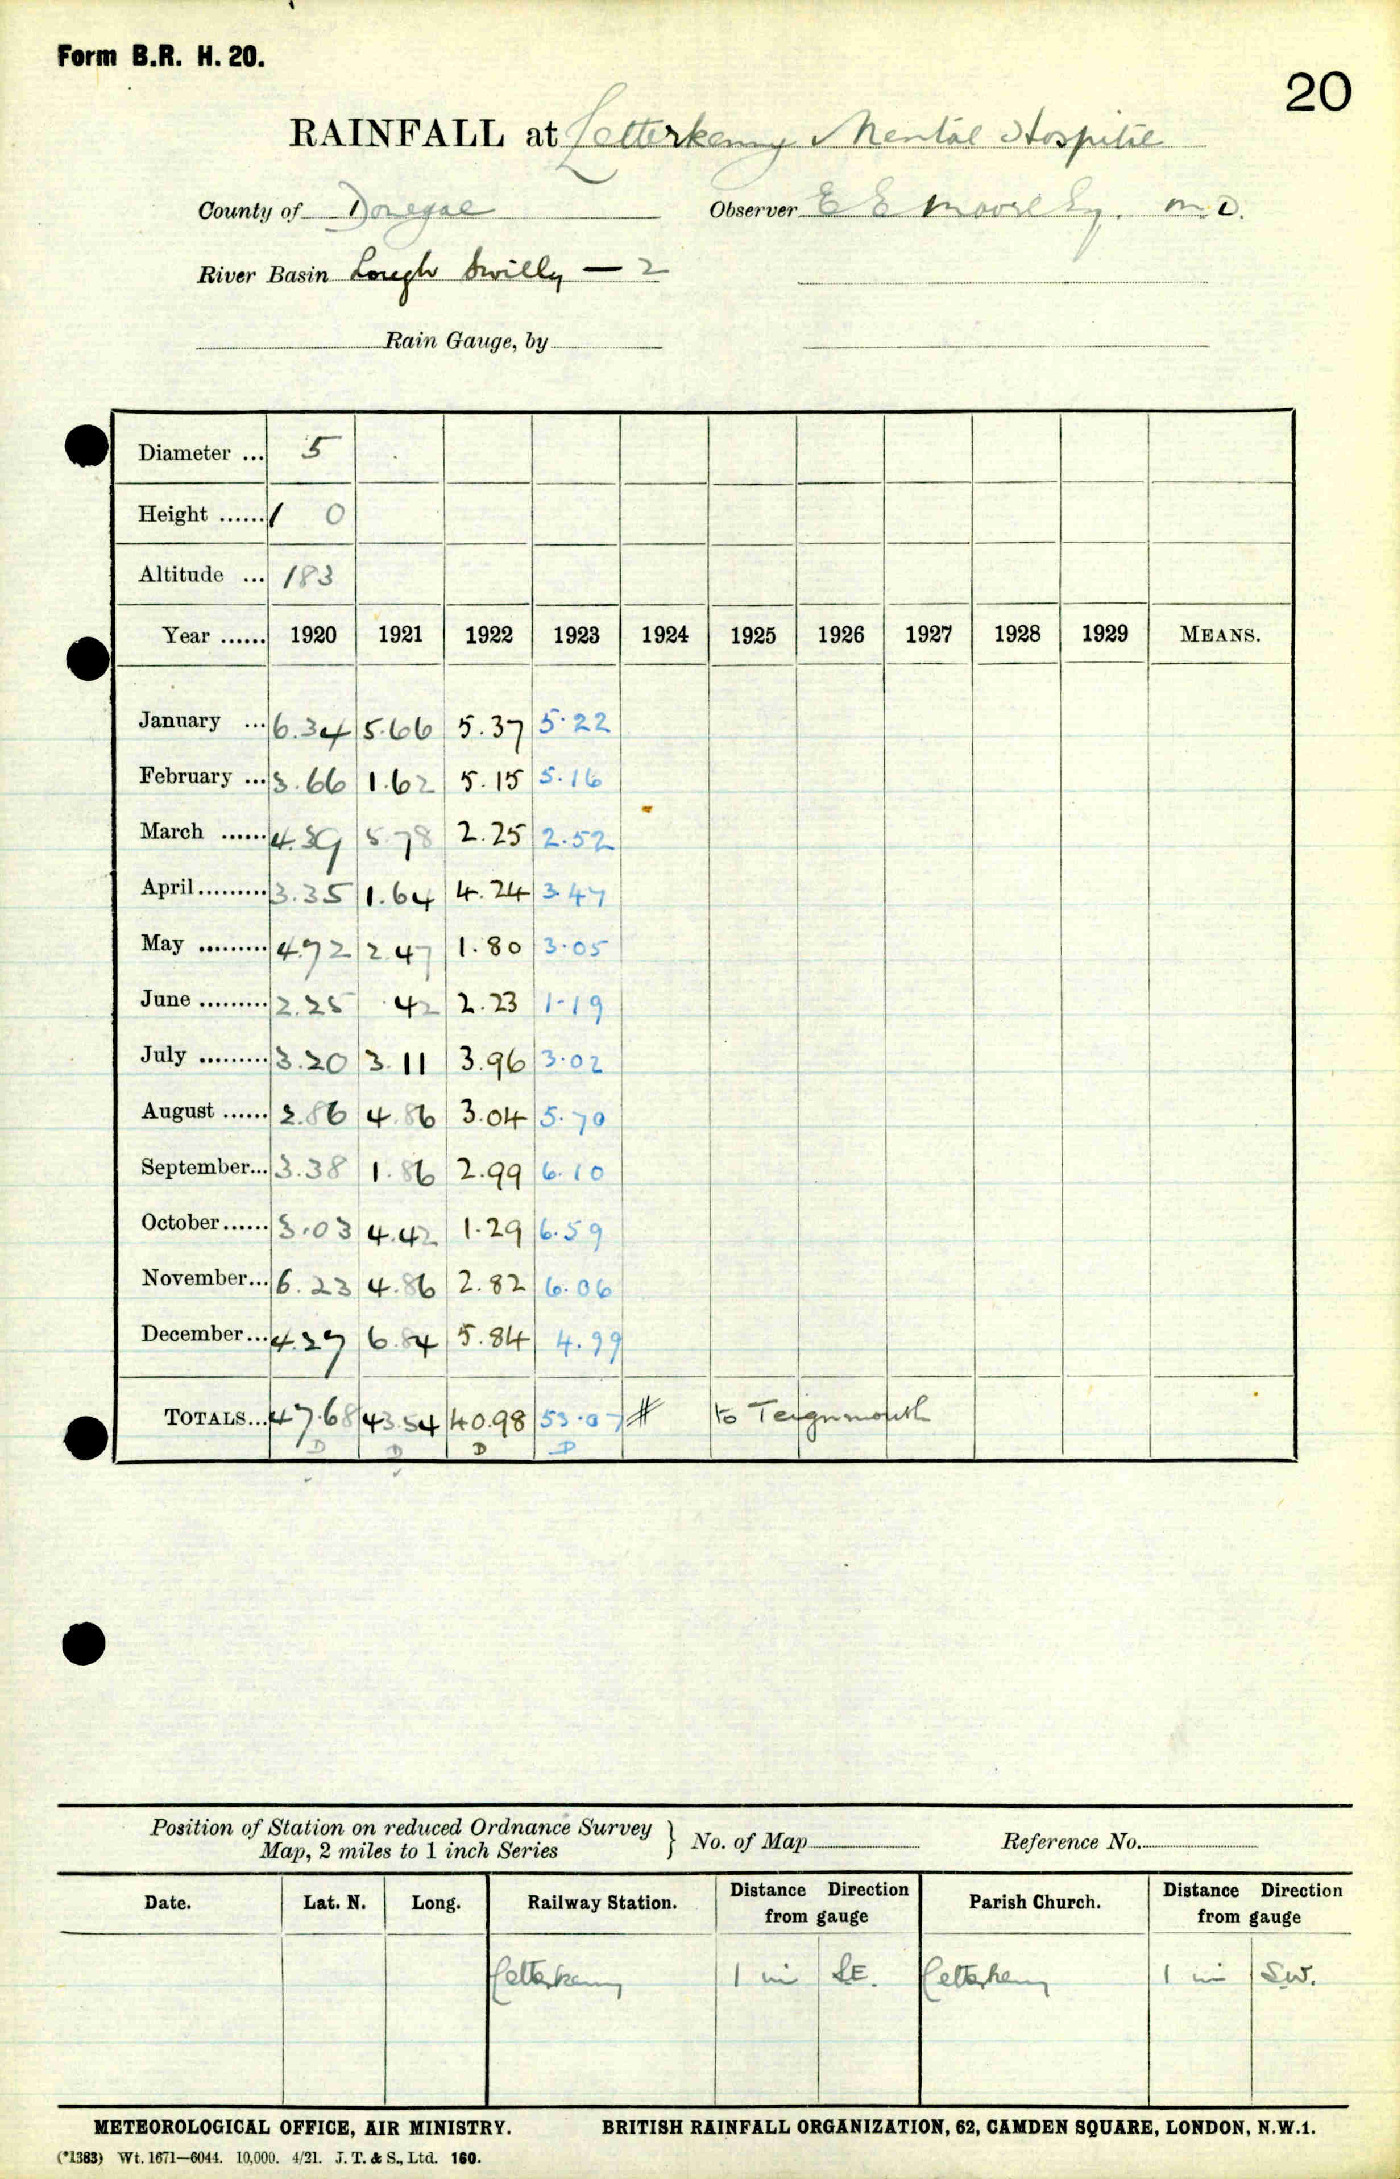 Form B.R. H. 20.
20
RAINFALL at Letterkenny Mental Hospital
County of Donegal Observer E E Moore Esq. M.D.
River Basin Lough Swilly — 2
Rain Gauge, by
Diameter ... 5
Height ...... 1 0
Altitude ... 183
Year ...... 1920 1921 1922 1923 1924 1925 1926 1927 1928 1929 MEANS.
January ... 6.34 5.66 5.37 5.22
February ... 3.66 1.62 5.15 5.16
March ...... 4.39 5.78 2.25 2.52
April ......... 3.35 1.64 4.24 3.47
May ......... 4.72 2.47 1.80 3.05
June ......... 2.25 .42 2.23 1.19
July ......... 3.20 3.11 3.96 3.02
August ...... 2.86 4.86 3.04 5.70
September... 3.38 1.86 2.99 6.10
October...... 3.03 4.42 1.29 6.59
November... 6.23 4.86 2.82 6.06
December... 4.27 6.84 5.84 4.99
TOTALS... 47.68 43.54 40.98 53.07 # to Teignmouth
D D D D
Position of Station on reduced Ordnance Survey
Map, 2 miles to 1 inch Series } No. of Map Reference No.
Date. Lat. N. Long. Railway Station. Distance Direction from gauge Parish Church. Distance Direction from gauge
Letterkenny 1 mi S.E. Letterkenny 1 mi S.W.
METEOROLOGICAL OFFICE, AIR MINISTRY. BRITISH RAINFALL ORGANIZATION, 62, CAMDEN SQUARE, LONDON, N.W.1.
(*1383) Wt. 1671—6044. 10,000. 4/21. J. T. & S., Ltd. 160.